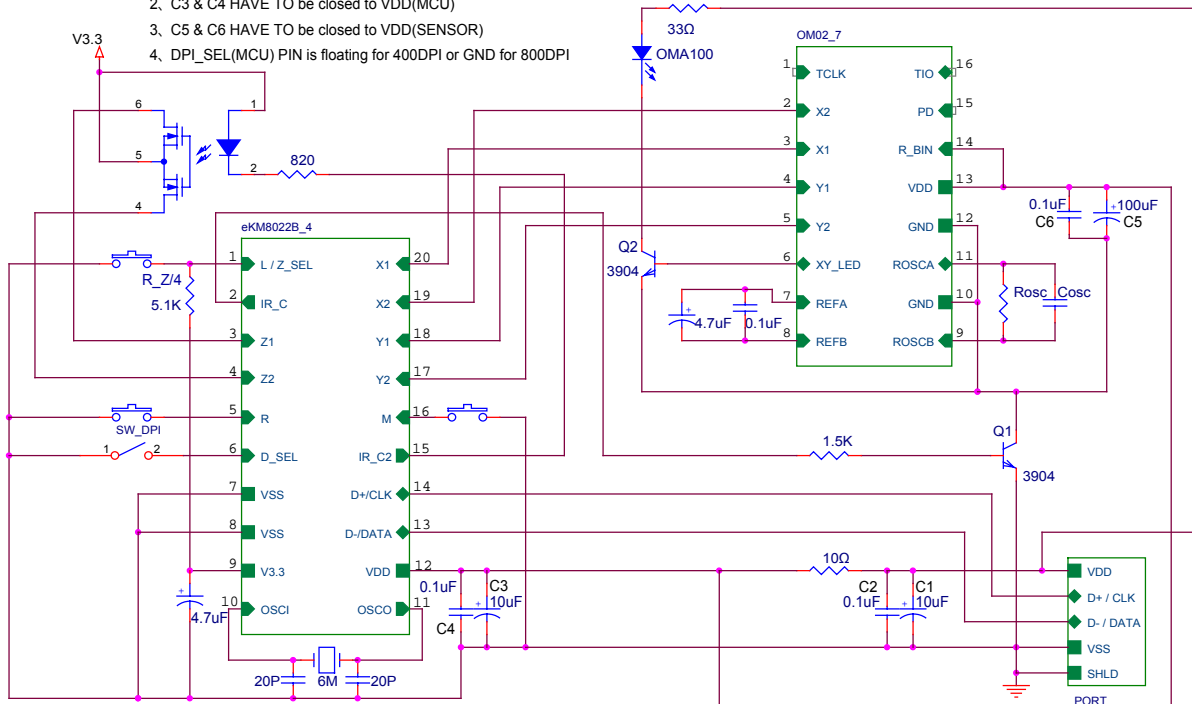 2、C3 & C4 HAVE TO be closed to VDD(MCU)
3、C5 & C6 HAVE TO be closed to VDD(SENSOR)
4、DPI_SEL(MCU) PIN is floating for 400DPI or GND for 800DPI
V3.3
6
5
4
1
2
820
33Ω
OMA100
OM02_7
1 TCLK
2 X2
3 X1
4 Y1
5 Y2
6 XY_LED
7 REFA
8 REFB
TIO 16
PD 15
R_BIN 14
VDD 13
GND 12
ROSCA 11
GND 10
ROSCB 9
0.1uF
C6
+
100uF
C5
Rosc
Cosc
Q2
3904
+
4.7uF
0.1uF
eKM8022B_4
1 L / Z_SEL
2 IR_C
3 Z1
4 Z2
5 R
6 D_SEL
7 VSS
8 VSS
9 V3.3
10 OSCI
X1 20
X2 19
Y1 18
Y2 17
M 16
IR_C2 15
D+/CLK 14
D-/DATA 13
VDD 12
OSCO 11
R_Z/4
5.1K
SW_DPI
1
2
+
4.7uF
20P
6M
20P
0.1uF
C4
C3
+
10uF
1.5K
Q1
3904
10Ω
C2
0.1uF
C1
+
10uF
VDD
D+ / CLK
D- / DATA
VSS
SHLD
PORT